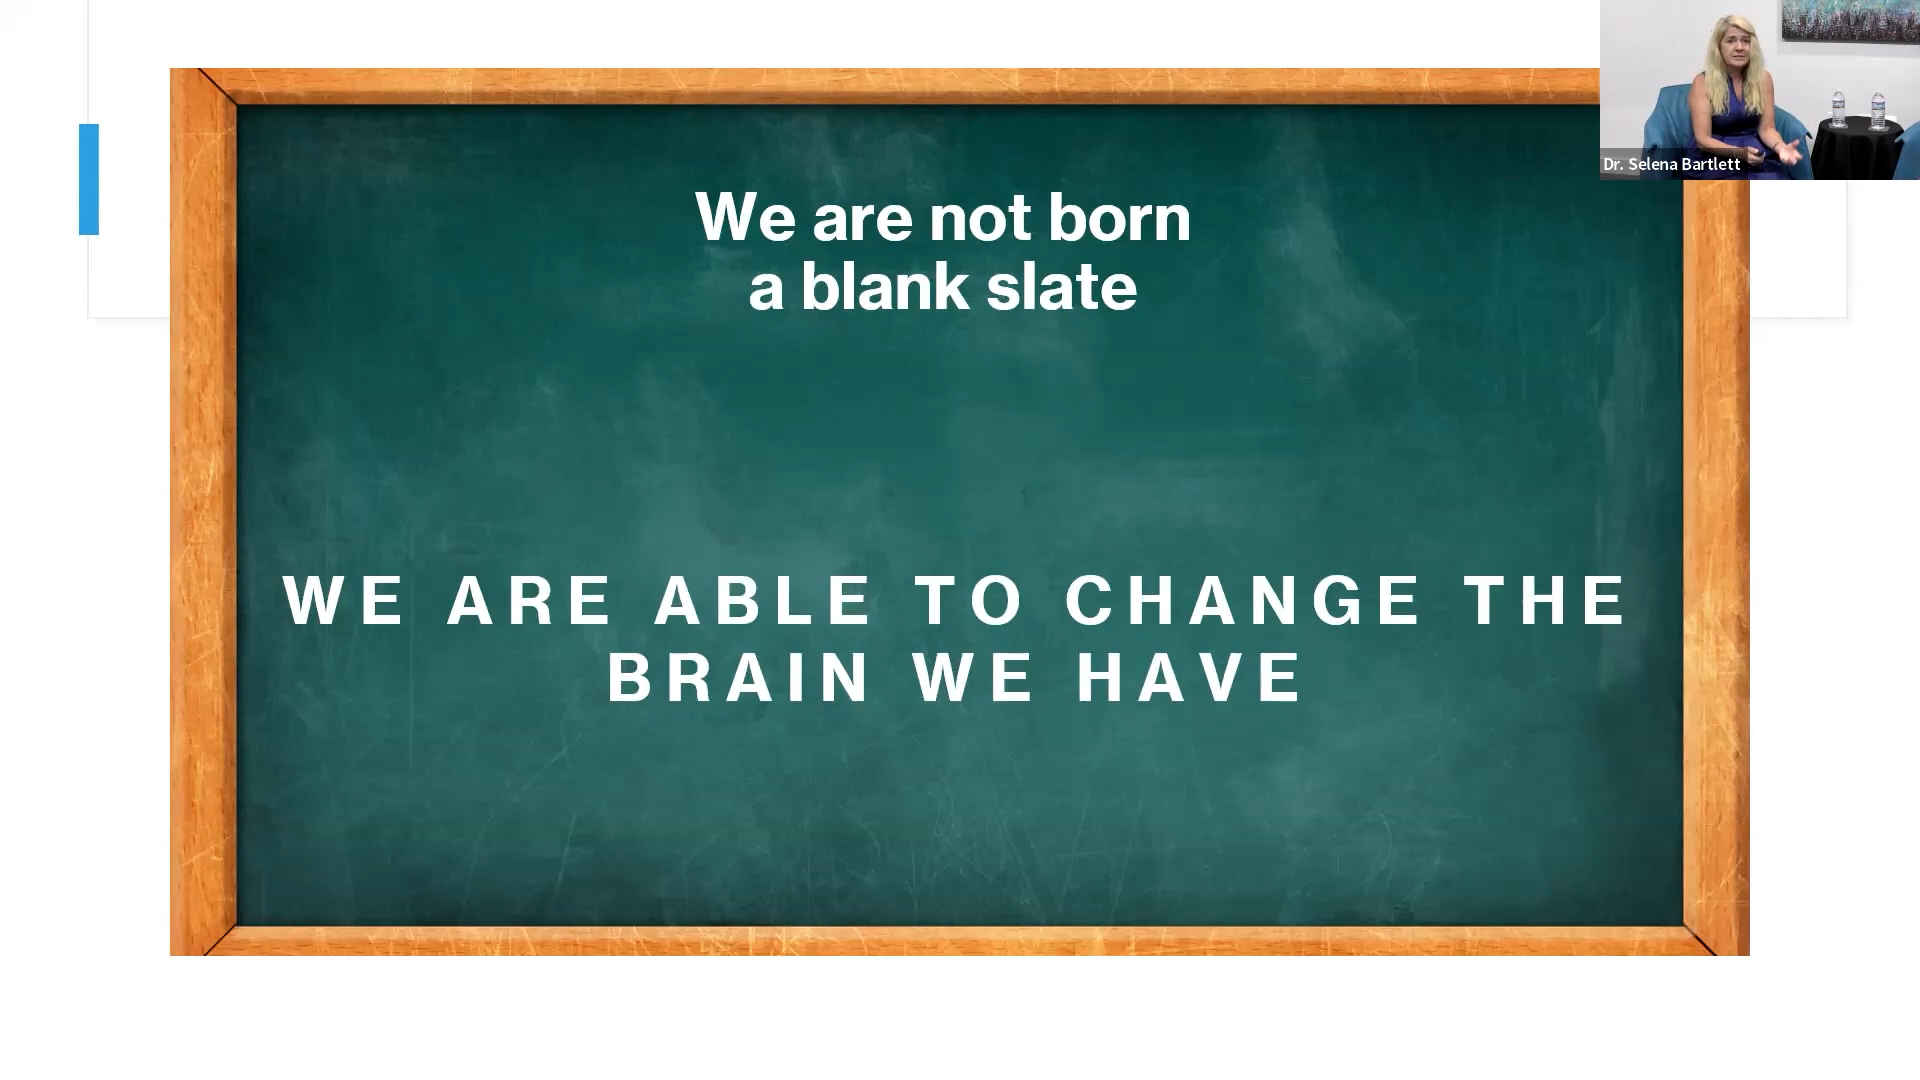 We are not born
a blank slate
WE ARE ABLE TO CHANGE THE
BRAIN WE HAVE
Dr. Selena Bartlett